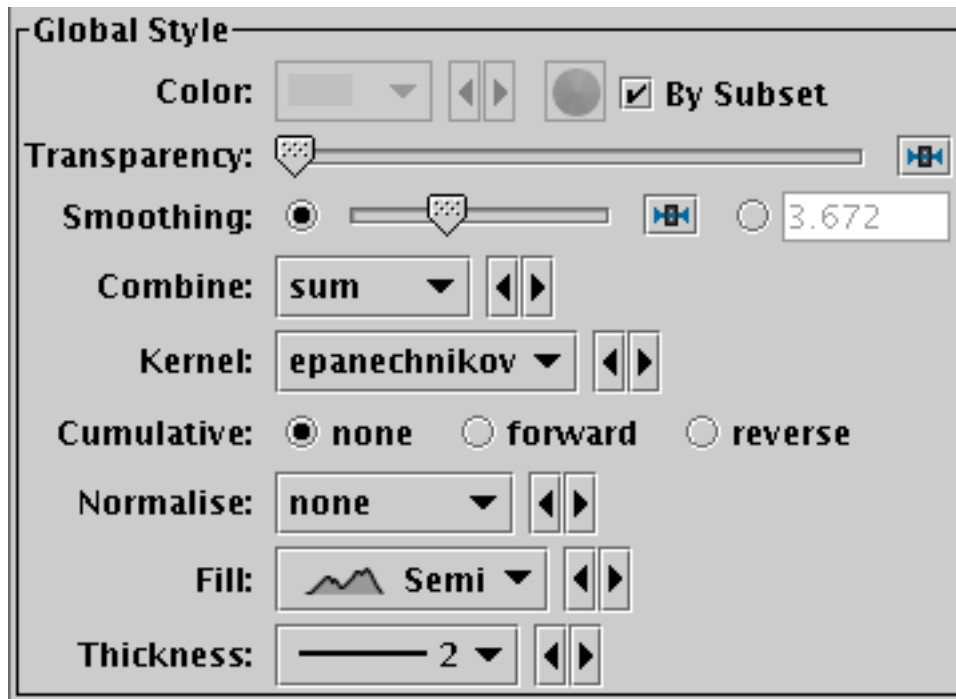 Global Style
Color: By Subset
Transparency:
Smoothing: 3.672
Combine: sum
Kernel: epanechnikov
Cumulative: none forward reverse
Normalise: none
Fill: Semi
Thickness: 2